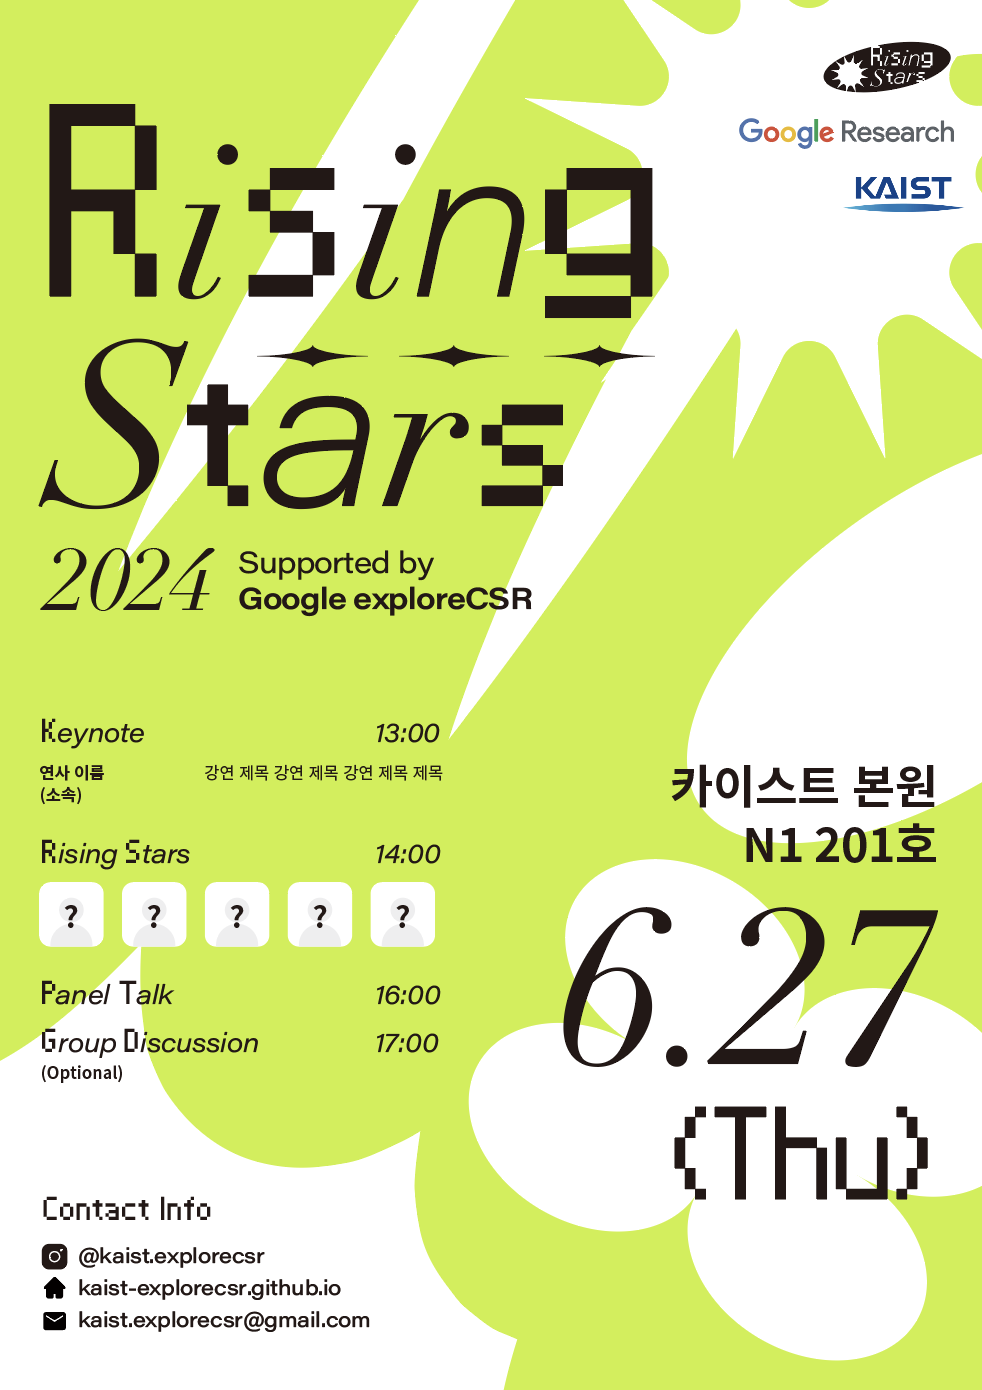 Rising
Stars
Google Research
KAIST
Rising
Stars
2024
Supported by
Google exploreCSR
Keynote 13:00
연사 이름 강연 제목 강연 제목 강연 제목 제목
(소속)
Rising Stars 14:00
? ? ? ? ?
Panel Talk 16:00
Group Discussion 17:00
(Optional)
카이스트 본원
N1 201호
6.27
(Thu)
Contact Info
@kaist.explorecsr
kaist-explorecsr.github.io
kaist.explorecsr@gmail.com